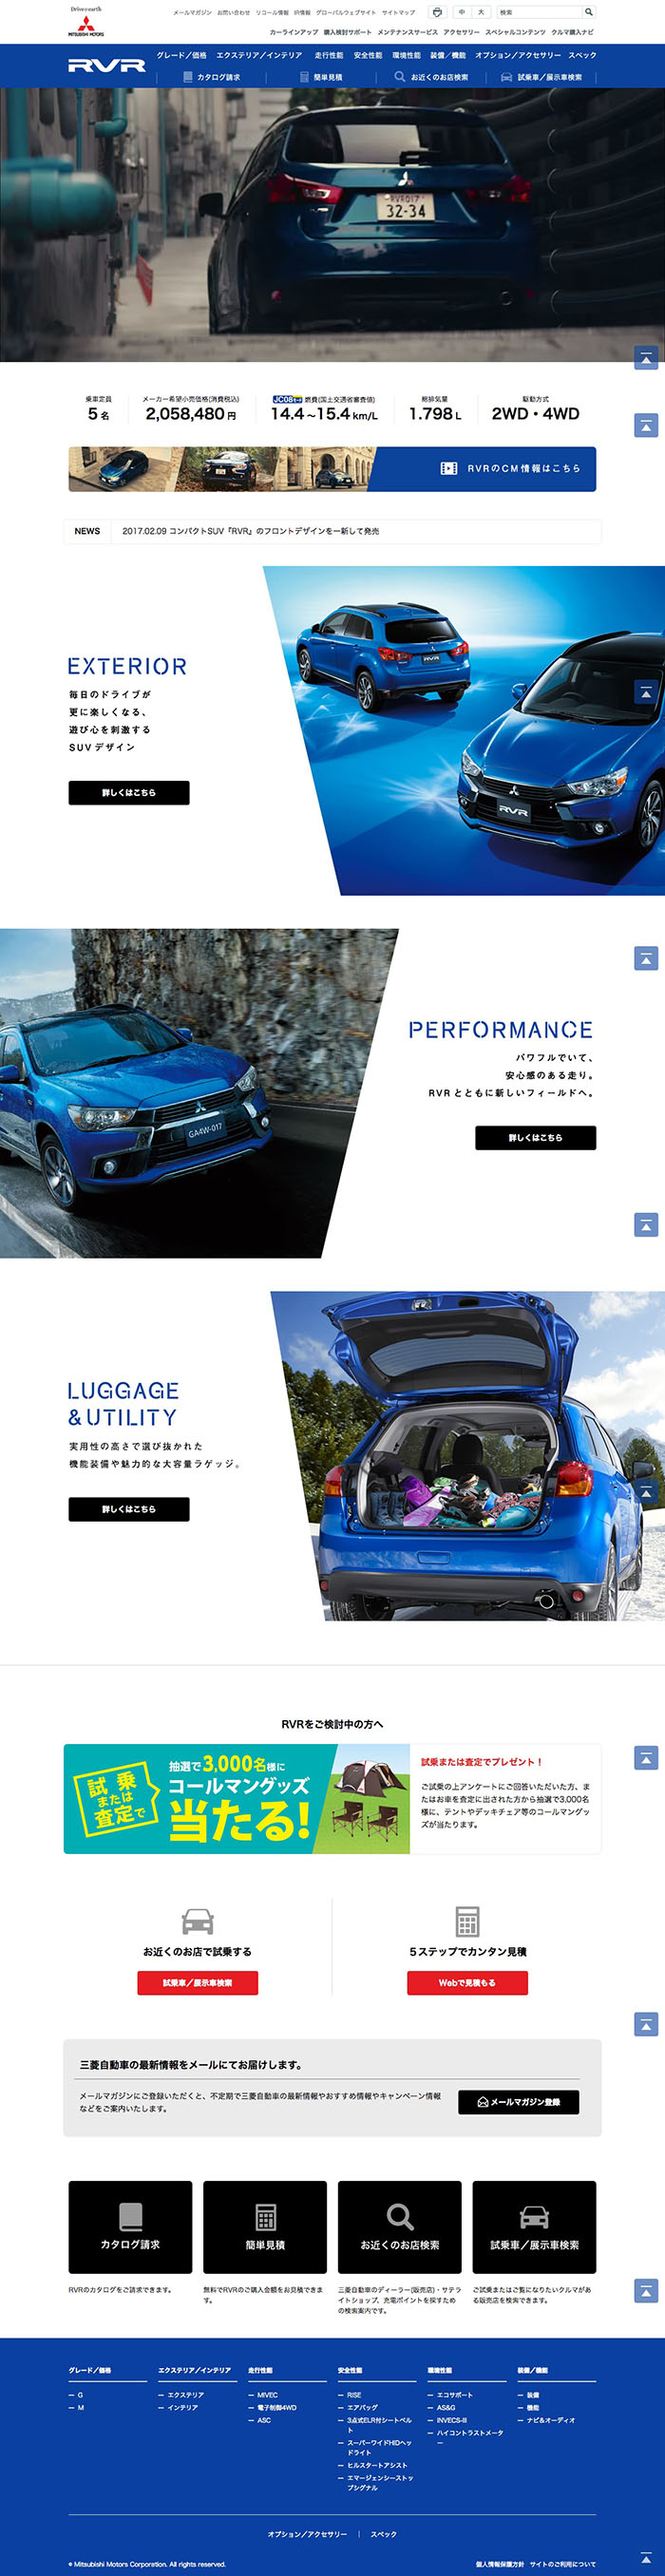 Drive@earth
MITSUBISHI MOTORS
メールマガジン お問い合わせ リコール情報 IR情報 グローバルウェブサイト サイトマップ
中 大
検索
カーラインアップ 購入検討サポート メンテナンスサービス アクセサリー スペシャルコンテンツ クルマ購入ナビ
RVR
グレード／価格 エクステリア／インテリア 走行性能 安全性能 環境性能 装備／機能 オプション／アクセサリー スペック
カタログ請求 簡単見積 お近くのお店検索 試乗車／展示車検索
RVR017
32-34
乗車定員
5 名
メーカー希望小売価格(消費税込)
2,058,480 円
JC08モード 燃費(国土交通省審査値)
14.4～15.4 km/L
総排気量
1.798 L
駆動方式
2WD・4WD
RVRのCM情報はこちら
NEWS 2017.02.09 コンパクトSUV『RVR』のフロントデザインを一新して発売
EXTERIOR
毎日のドライブが
更に楽しくなる、
遊び心を刺激する
SUVデザイン
詳しくはこちら
RVR
RVR
PERFORMANCE
パワフルでいて、
安心感のある走り。
RVRとともに新しいフィールドへ。
詳しくはこちら
GA4W-017
LUGGAGE
&UTILITY
実用性の高さで選び抜かれた
機能装備や魅力的な大容量ラゲッジ。
詳しくはこちら
RVRをご検討中の方へ
試乗
または
査定で
抽選で3,000名様に
コールマングッズ
当たる!
試乗または査定でプレゼント！
ご試乗の上アンケートにご回答いただいた方、ま
たはお車を査定に出された方から抽選で3,000名
様に、テントやデッキチェア等のコールマングッ
ズが当たります。
お近くのお店で試乗する
試乗車／展示車検索
５ステップでカンタン見積
Webで見積もる
三菱自動車の最新情報をメールにてお届けします。
メールマガジンにご登録いただくと、不定期で三菱自動車の最新情報やおすすめ情報やキャンペーン情報
などをご案内いたします。
メールマガジン登録
カタログ請求
RVRのカタログをご請求できます。
簡単見積
無料でRVRのご購入金額をお見積できま
す。
お近くのお店検索
三菱自動車のディーラー(販売店)・サテラ
イトショップ、充電ポイントを探すため
の検索案内です。
試乗車／展示車検索
ご試乗またはご覧になりたいクルマがあ
る販売店を検索できます。
グレード／価格
G
M
エクステリア／インテリア
エクステリア
インテリア
走行性能
MIVEC
電子制御4WD
ASC
安全性能
RISE
エアバッグ
3点式ELR付シートベル
ト
スーパーワイドHIDヘッ
ドライト
ヒルスタートアシスト
エマージェンシーストッ
プシグナル
環境性能
エコサポート
AS&G
INVECS-III
ハイコントラストメータ
ー
装備／機能
装備
機能
ナビ&オーディオ
オプション／アクセサリー | スペック
© Mitsubishi Motors Corporation. All rights reserved.
個人情報保護方針 サイトのご利用について